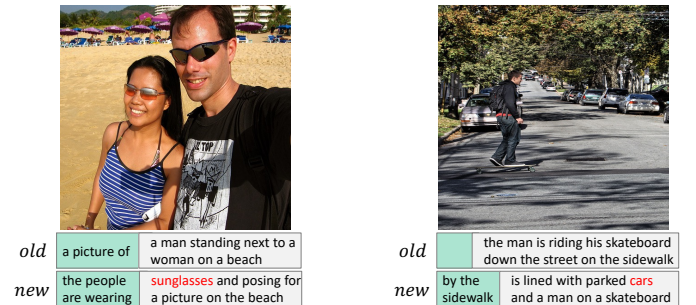 IZ TOP
old
a picture of
a man standing next to a
woman on a beach
new
the people
are wearing
sunglasses and posing for
a picture on the beach
old
the man is riding his skateboard
down the street on the sidewalk
new
by the
sidewalk
is lined with parked cars
and a man on a skateboard